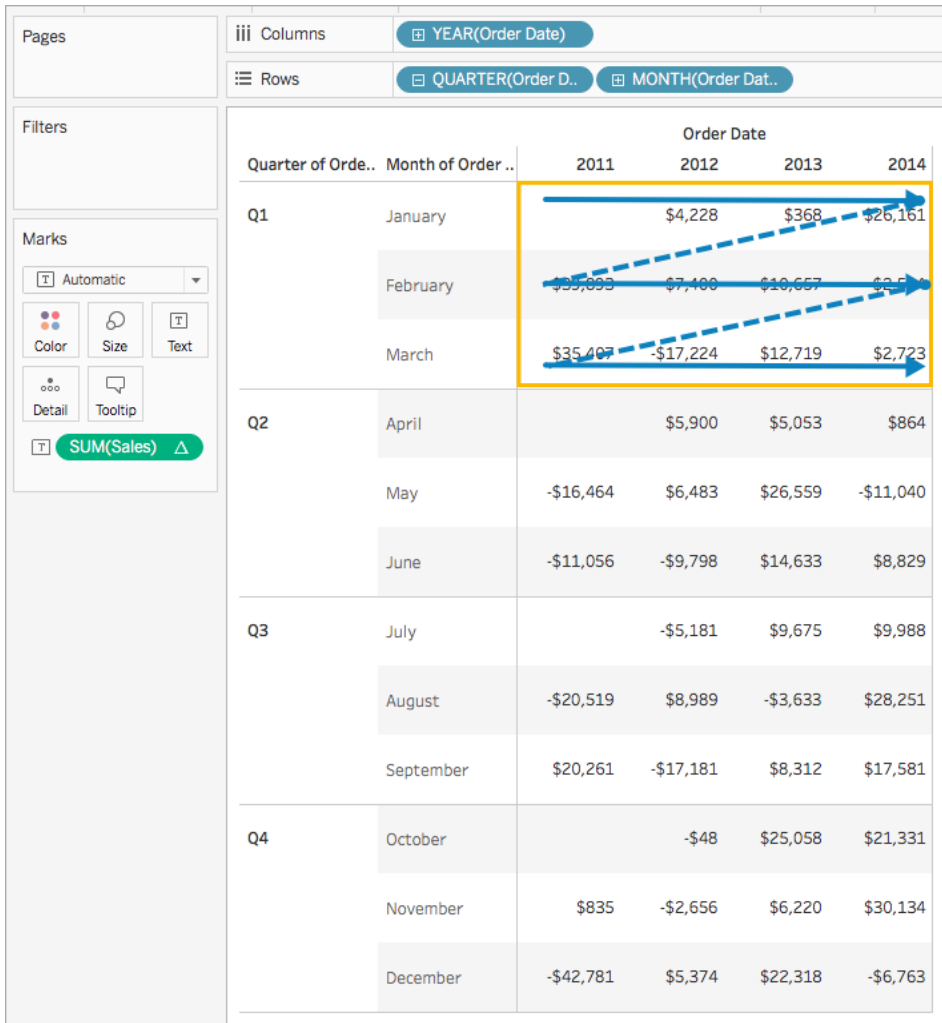 Pages
iii Columns
YEAR(Order Date)
Rows
QUARTER(Order D..
MONTH(Order Dat..
Filters
Marks
T Automatic
Color
Size
T
Text
Detail
Tooltip
T SUM(Sales) Δ
Order Date
Quarter of Orde.. Month of Order .. 2011 2012 2013 2014
Q1 January $4,228 $368 $26,161
February $7,400 $10,657
March $35,407 -$17,224 $12,719 $2,723
Q2 April $5,900 $5,053 $864
May -$16,464 $6,483 $26,559 -$11,040
June -$11,056 -$9,798 $14,633 $8,829
Q3 July -$5,181 $9,675 $9,988
August -$20,519 $8,989 -$3,633 $28,251
September $20,261 -$17,181 $8,312 $17,581
Q4 October -$48 $25,058 $21,331
November $835 -$2,656 $6,220 $30,134
December -$42,781 $5,374 $22,318 -$6,763